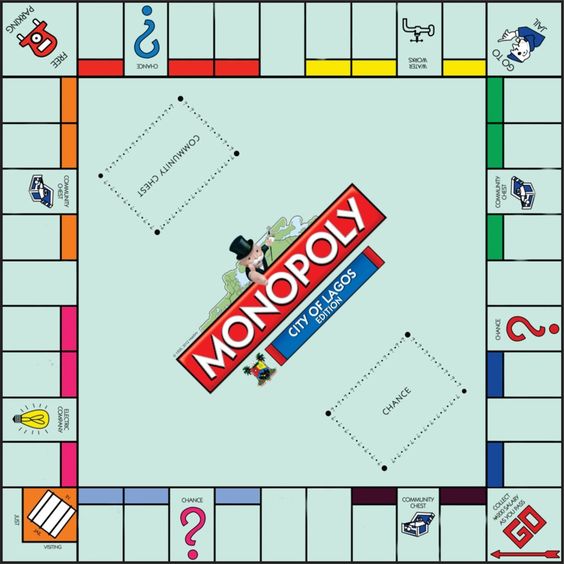 FREE
PARKING
CHANCE
WATER
WORKS
GO TO
JAIL
COMMUNITY
CHEST
COMMUNITY CHEST
COMMUNITY
CHEST
MONOPOLY
CITY OF LAGOS
EDITION
CHANCE
ELECTRIC
COMPANY
CHANCE
JUST
VISITING
IN
JAIL
CHANCE
COMMUNITY
CHEST
COLLECT
SALARY
AS YOU PASS
GO